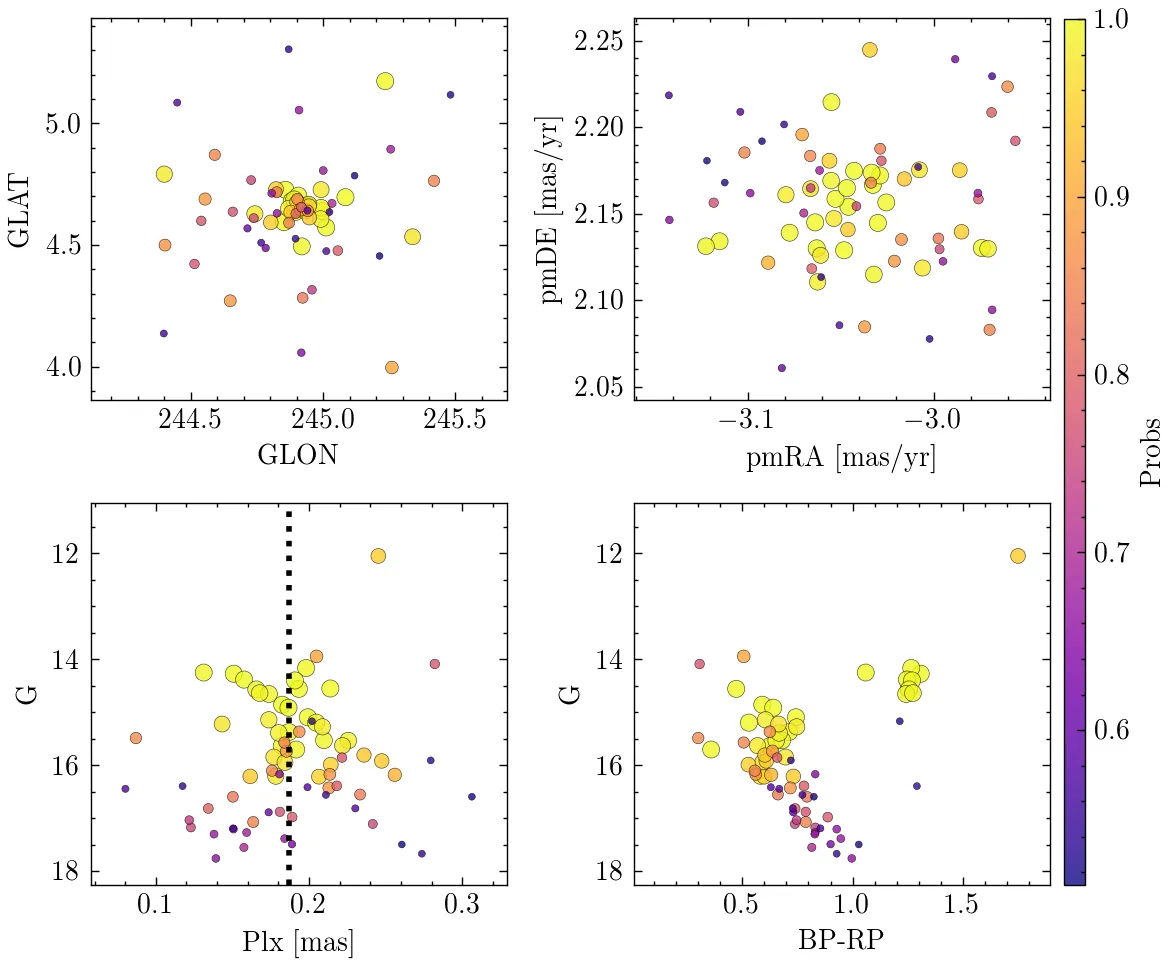 5.0
4.5
4.0
GLAT
244.5 245.0 245.5
GLON
2.25
2.20
2.15
2.10
2.05
pmDE [mas/yr]
−3.1 −3.0
pmRA [mas/yr]
12
14
16
18
G
0.1 0.2 0.3
Plx [mas]
12
14
16
18
G
0.5 1.0 1.5
BP-RP
1.0
0.9
0.8
0.7
0.6
Probs